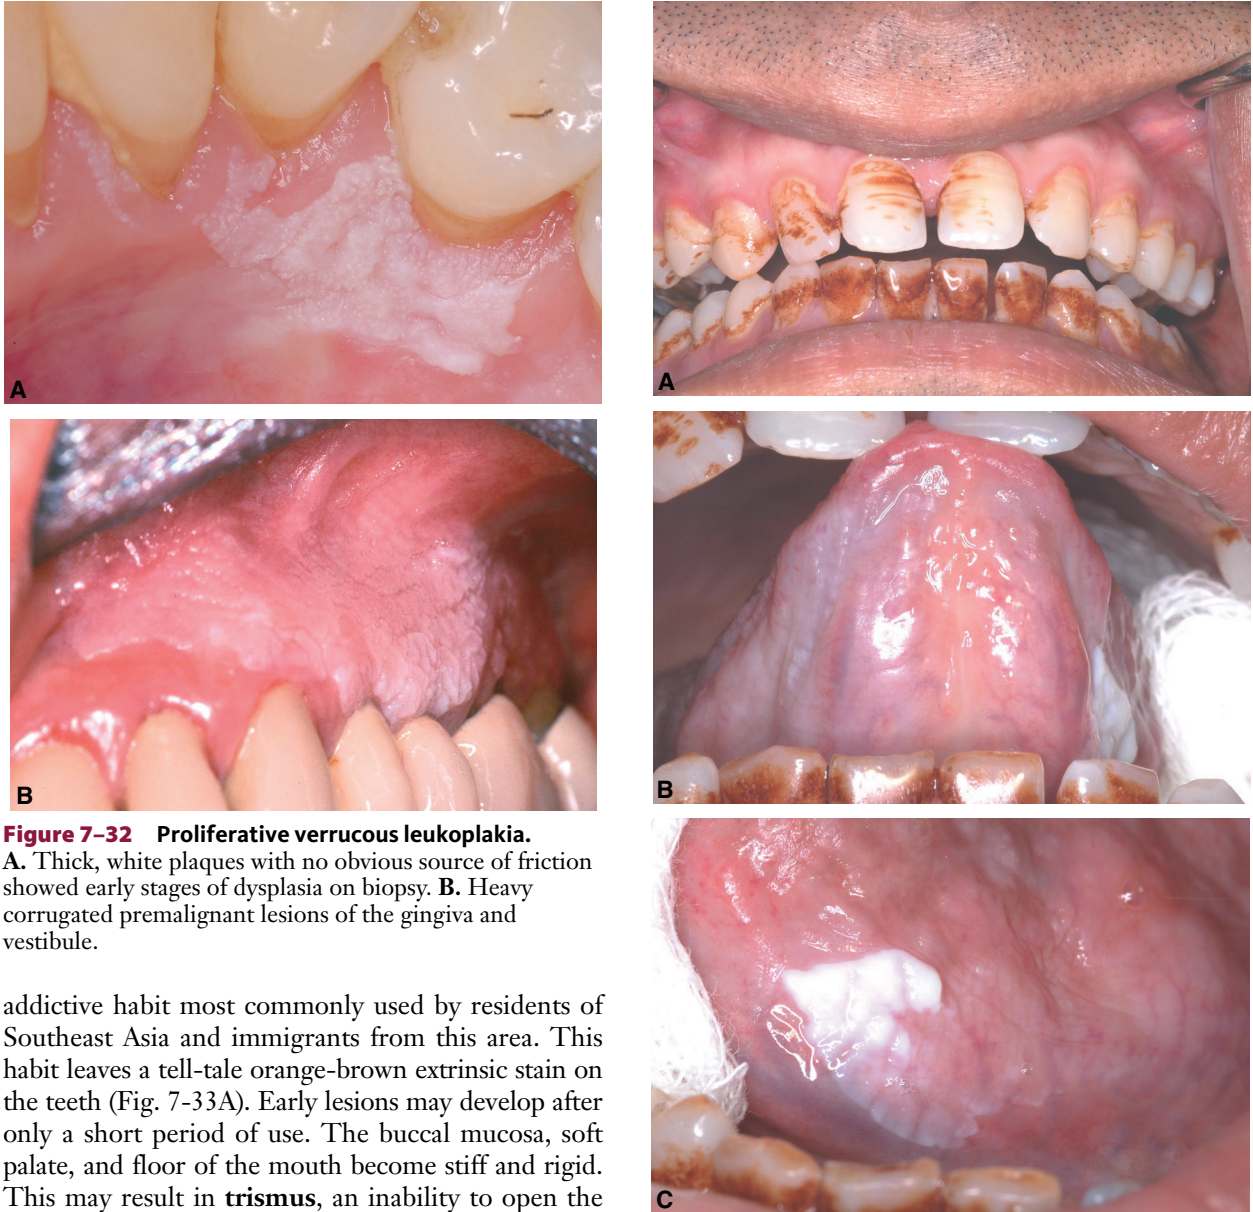 A
B
Figure 7–32 Proliferative verrucous leukoplakia.
A. Thick, white plaques with no obvious source of friction
showed early stages of dysplasia on biopsy. B. Heavy
corrugated premalignant lesions of the gingiva and
vestibule.
addictive habit most commonly used by residents of
Southeast Asia and immigrants from this area. This
habit leaves a tell-tale orange-brown extrinsic stain on
the teeth (Fig. 7-33A). Early lesions may develop after
only a short period of use. The buccal mucosa, soft
palate, and floor of the mouth become stiff and rigid.
This may result in trismus, an inability to open the
A
B
C